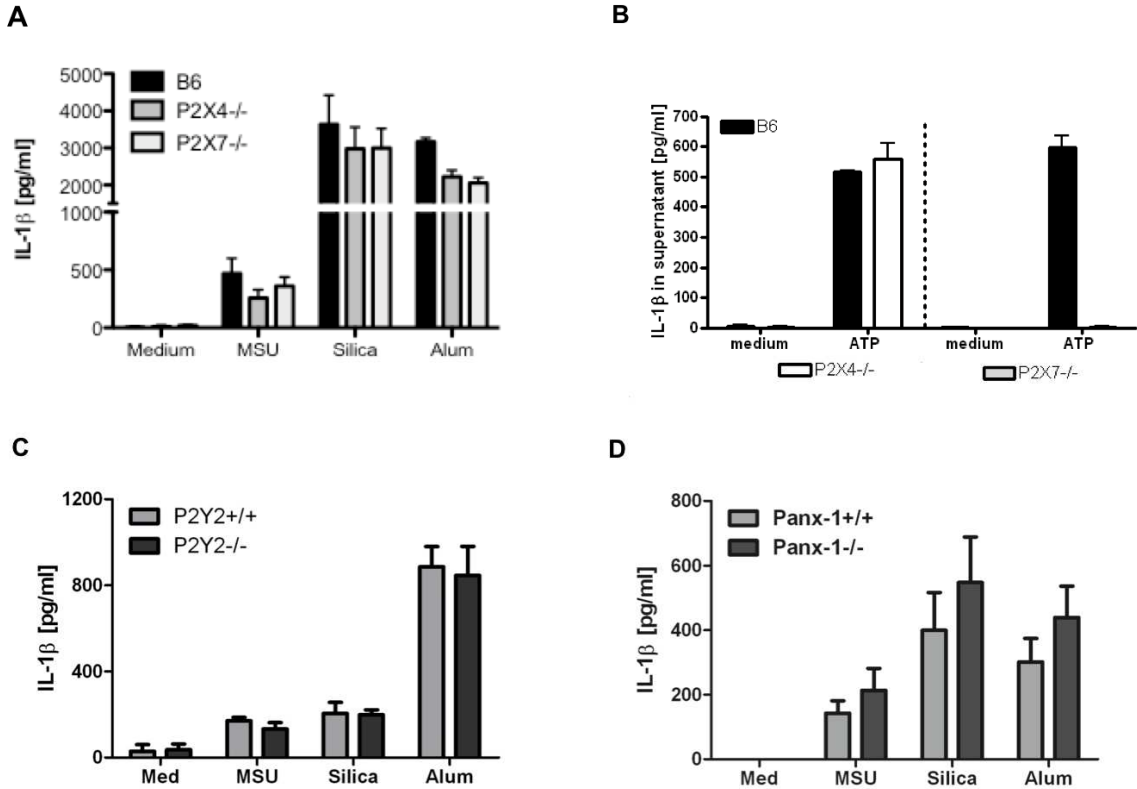 A
IL-1β [pg/ml]
5000
4000
3000
2000
1000
500
0
B6
P2X4-/-
P2X7-/-
Medium MSU Silica Alum
B
IL-1β in supernatant [pg/ml]
700
600
500
400
300
200
100
0
B6
medium ATP medium ATP
P2X4-/- P2X7-/-
C
IL-1β [pg/ml]
1200
800
400
0
P2Y2+/+
P2Y2-/-
Med MSU Silica Alum
D
IL-1β [pg/ml]
800
600
400
200
0
Panx-1+/+
Panx-1-/-
Med MSU Silica Alum